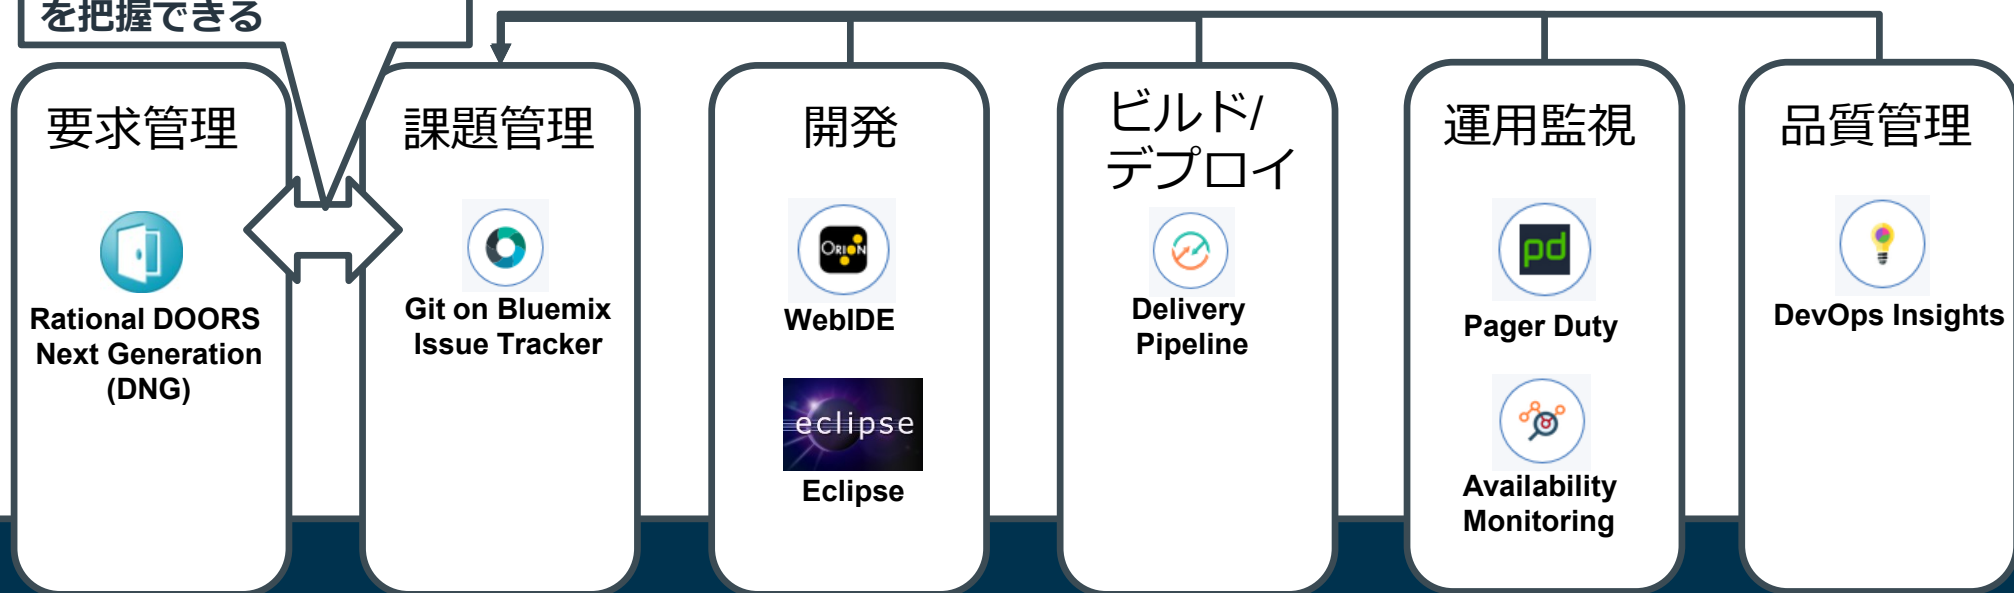 を把握できる
要求管理
Rational DOORS
Next Generation
(DNG)
課題管理
Git on Bluemix
Issue Tracker
開発
ORION
WebIDE
eclipse
Eclipse
ビルド/
デプロイ
Delivery
Pipeline
運用監視
pd
Pager Duty
Availability
Monitoring
品質管理
DevOps Insights